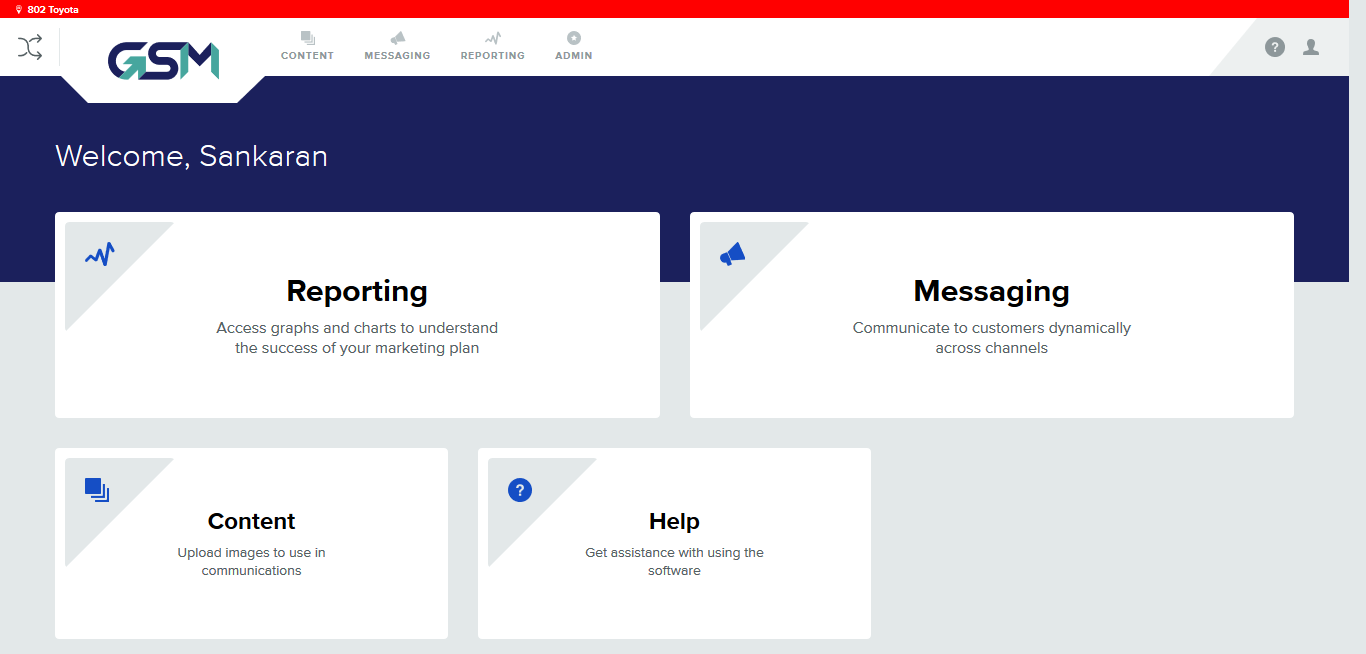 802 Toyota
GSM
CONTENT
MESSAGING
REPORTING
ADMIN
?
Welcome, Sankaran
Reporting
Access graphs and charts to understand
the success of your marketing plan
Messaging
Communicate to customers dynamically
across channels
Content
Upload images to use in
communications
?
Help
Get assistance with using the
software